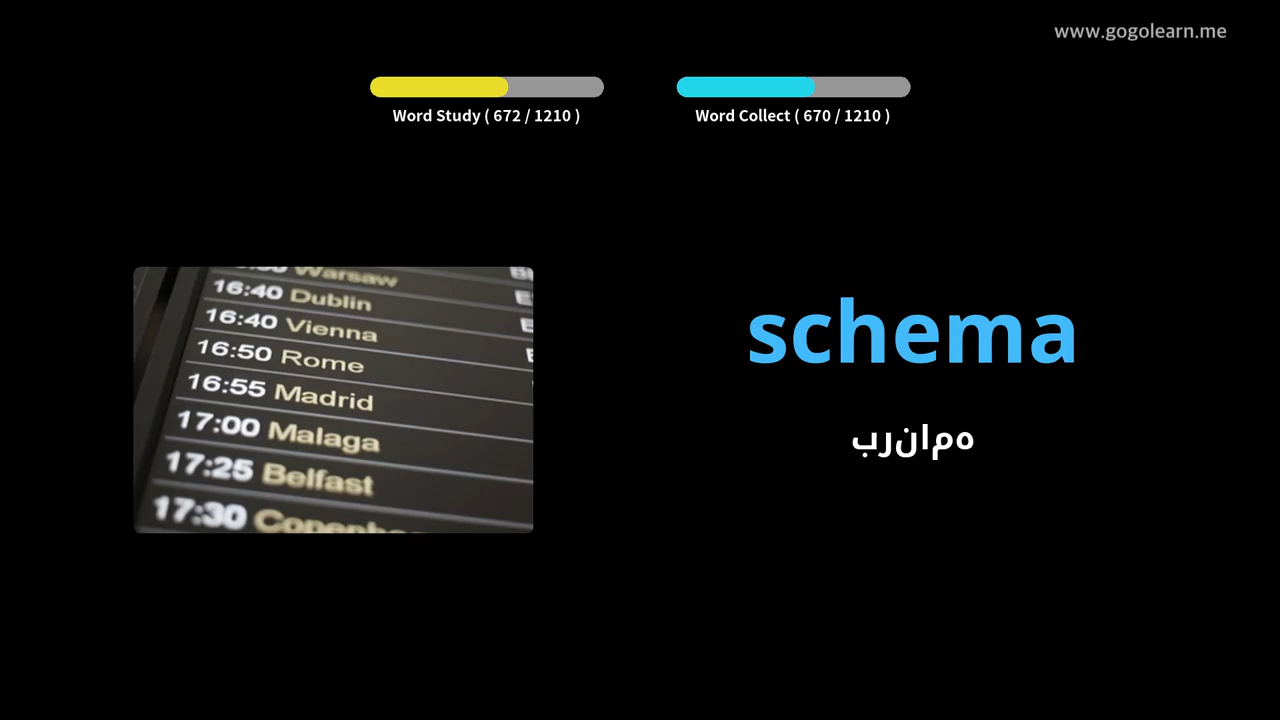 www.gogolearn.me
Word Study ( 672 / 1210 )
Word Collect ( 670 / 1210 )
Warsaw
16:40 Dublin
16:40 Vienna
16:50 Rome
16:55 Madrid
17:00 Malaga
17:25 Belfast
17:30
schema
همانرب